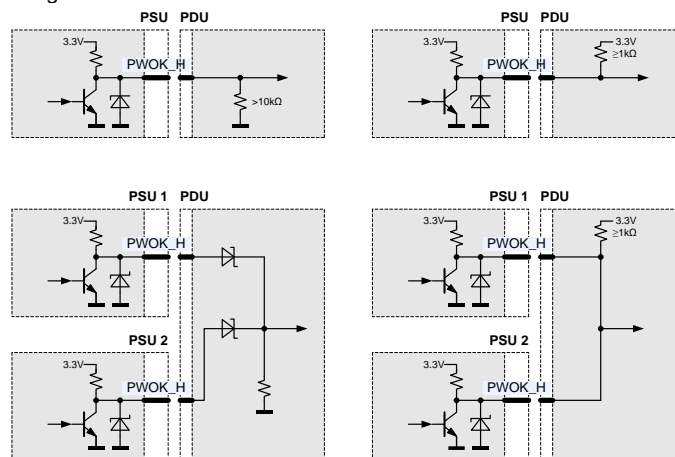 PSU PDU
3.3V
PWOK_H
>10kΩ
PSU PDU
3.3V
PWOK_H
3.3V
≥1kΩ
PSU 1 PDU
3.3V
PWOK_H
PSU 2
3.3V
PWOK_H
PSU 1 PDU
3.3V
PWOK_H
3.3V
≥1kΩ
PSU 2
3.3V
PWOK_H